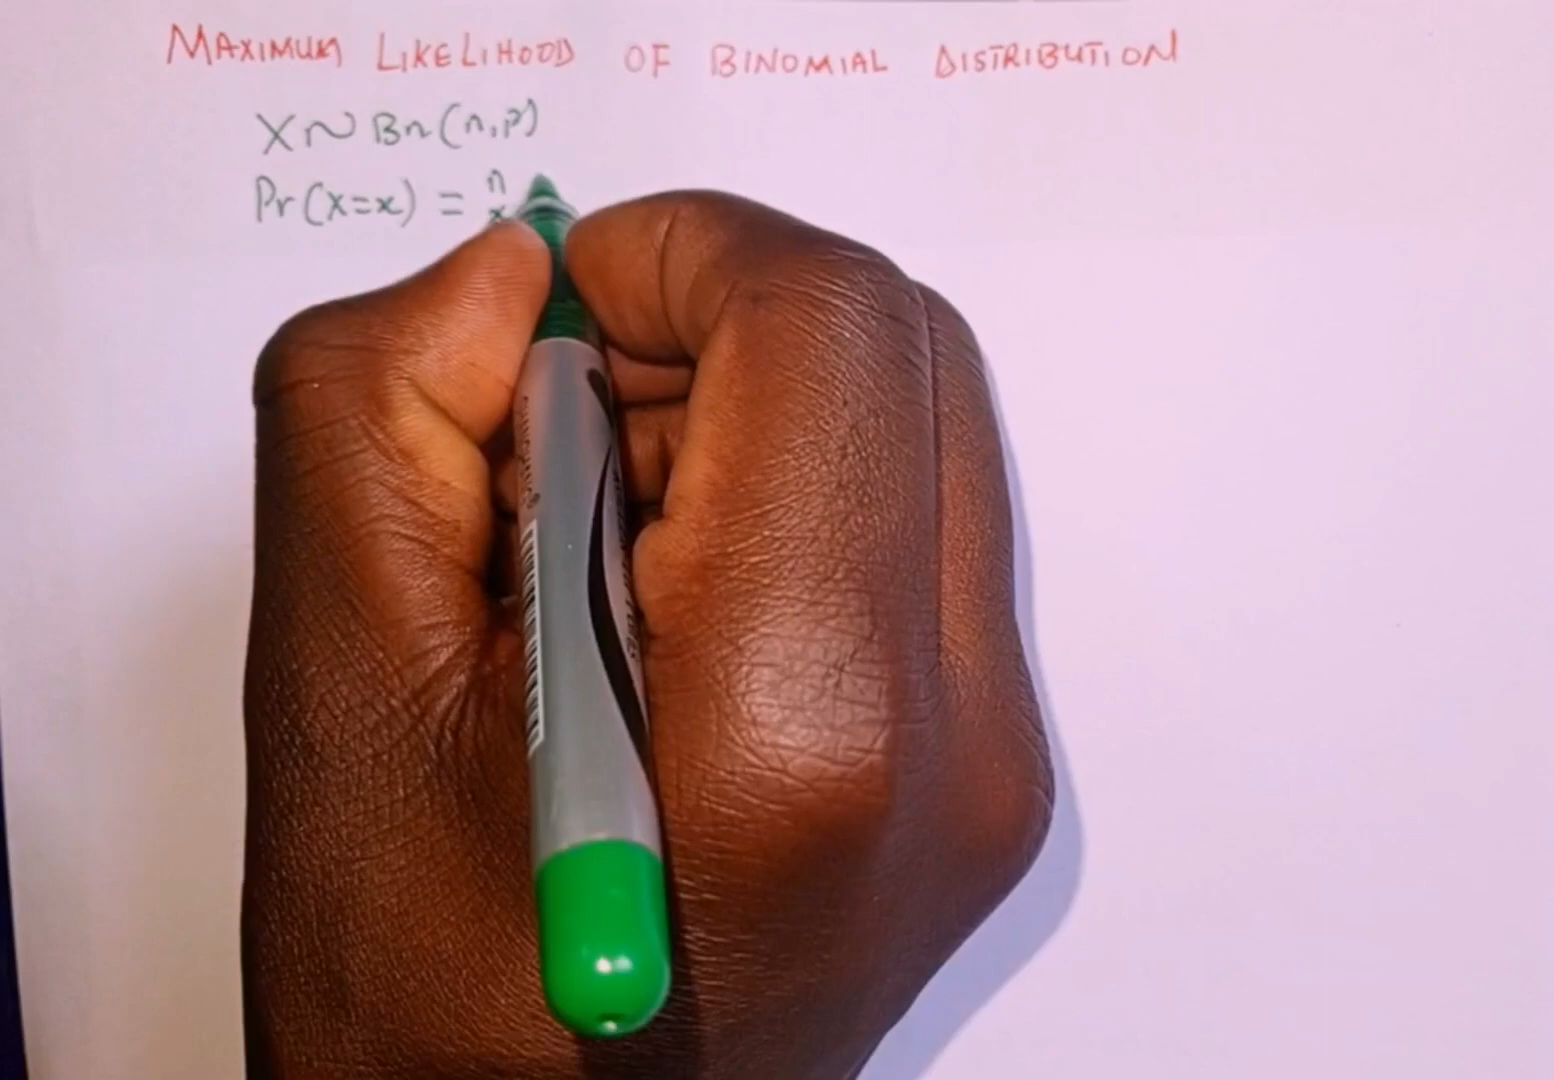 MAXIMUM LIKELIHOOD OF BINOMIAL DISTRIBUTION
X ~ Bn(n,p)
Pr(X=x) = n
x